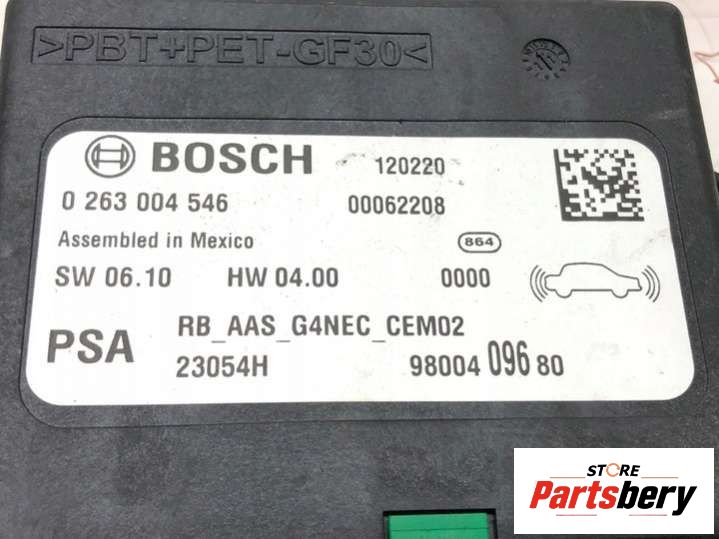 >PBT+PET-GF30<
BOSCH 120220
0 263 004 546 00062208
Assembled in Mexico 864
SW 06.10 HW 04.00 0000
PSA RB_AAS_G4NEC_CEM02
23054H 98004 096 80
STORE
Partsbery